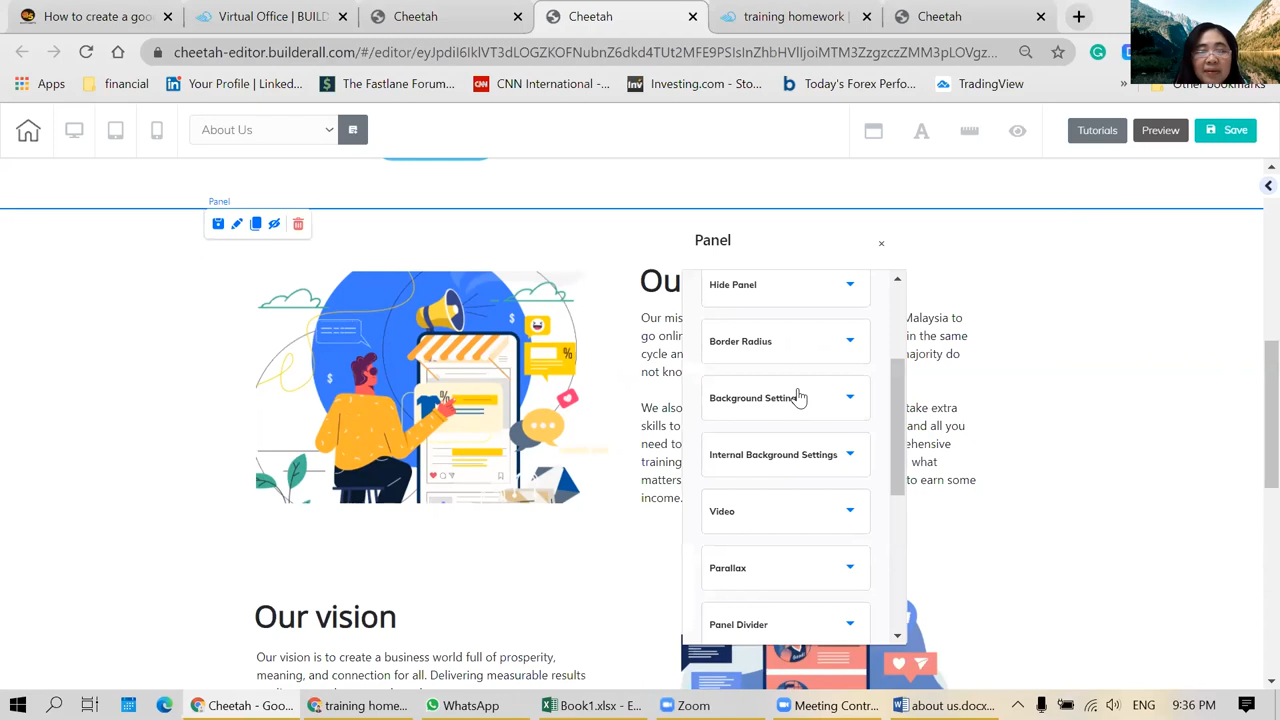 Make a goo
Virtual Office | BUILD
Cheetah
Cheetah
training homework |
Cheetah
cheetah-editor.builderall.com/#/editor/
Apps
financial
Your Profile | Linked...
The Fastlane Forum...
CNN International...
Investing.com - Sto...
Today's Forex Perfo...
TradingView
»
Other bookmarks
About Us
Tutorials
Preview
Save
Panel
Panel
Hide Panel
Border Radius
Background Setting
Internal Background Settings
Video
Parallax
Panel Divider
Ou
Our mis
Malaysia to
go onlin
in the same
cycle an
majority do
not kno
We also
take extra
skills to
and all you
need to
training
what
matters
to earn some
income.
Our vision
Our vision is to create a business world full of prosperity,
meaning, and connection for all. Delivering measurable results
Cheetah - Goo...
training home...
WhatsApp
Book1.xlsx - E...
Zoom
Meeting Contr...
about us.docx...
ENG
9:36 PM